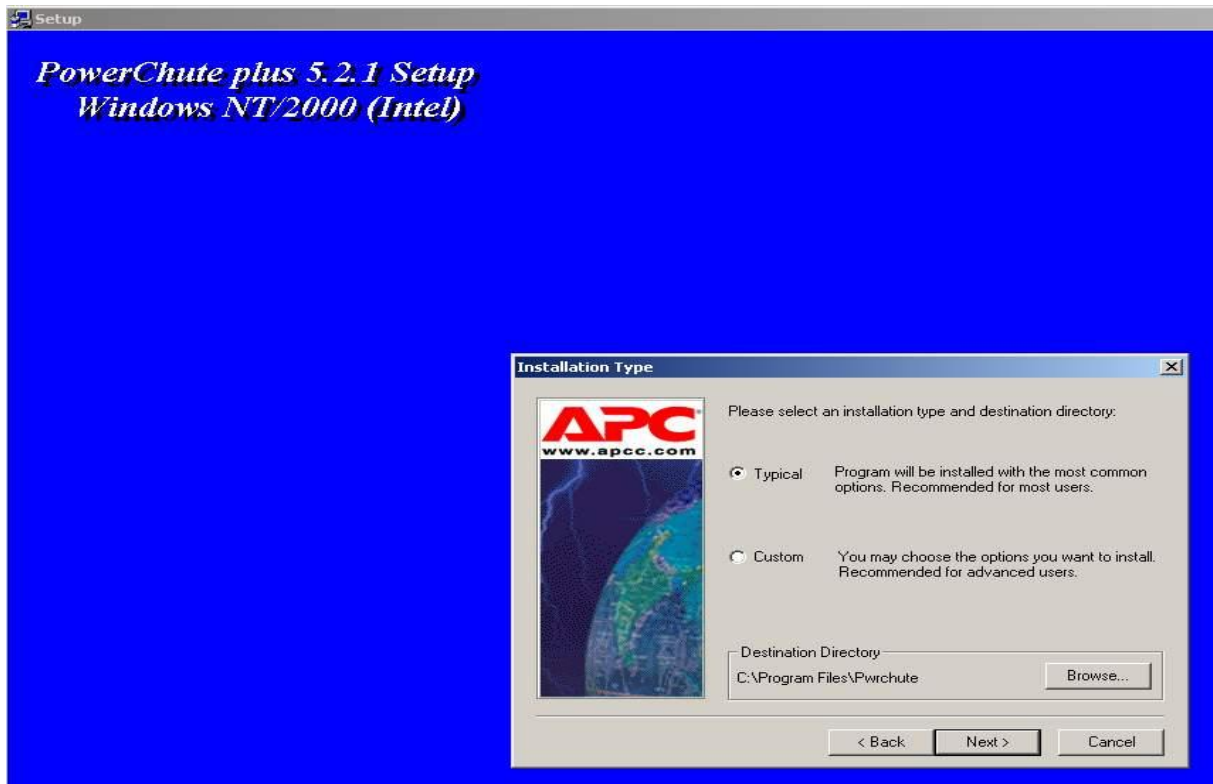 Setup
PowerChute plus 5.2.1 Setup
Windows NT/2000 (Intel)
Installation Type
APC
www.apcc.com
Please select an installation type and destination directory:
Typical
Program will be installed with the most common
options. Recommended for most users.
Custom
You may choose the options you want to install.
Recommended for advanced users.
Destination Directory
C:\Program Files\Pwrchute
Browse...
< Back
Next >
Cancel